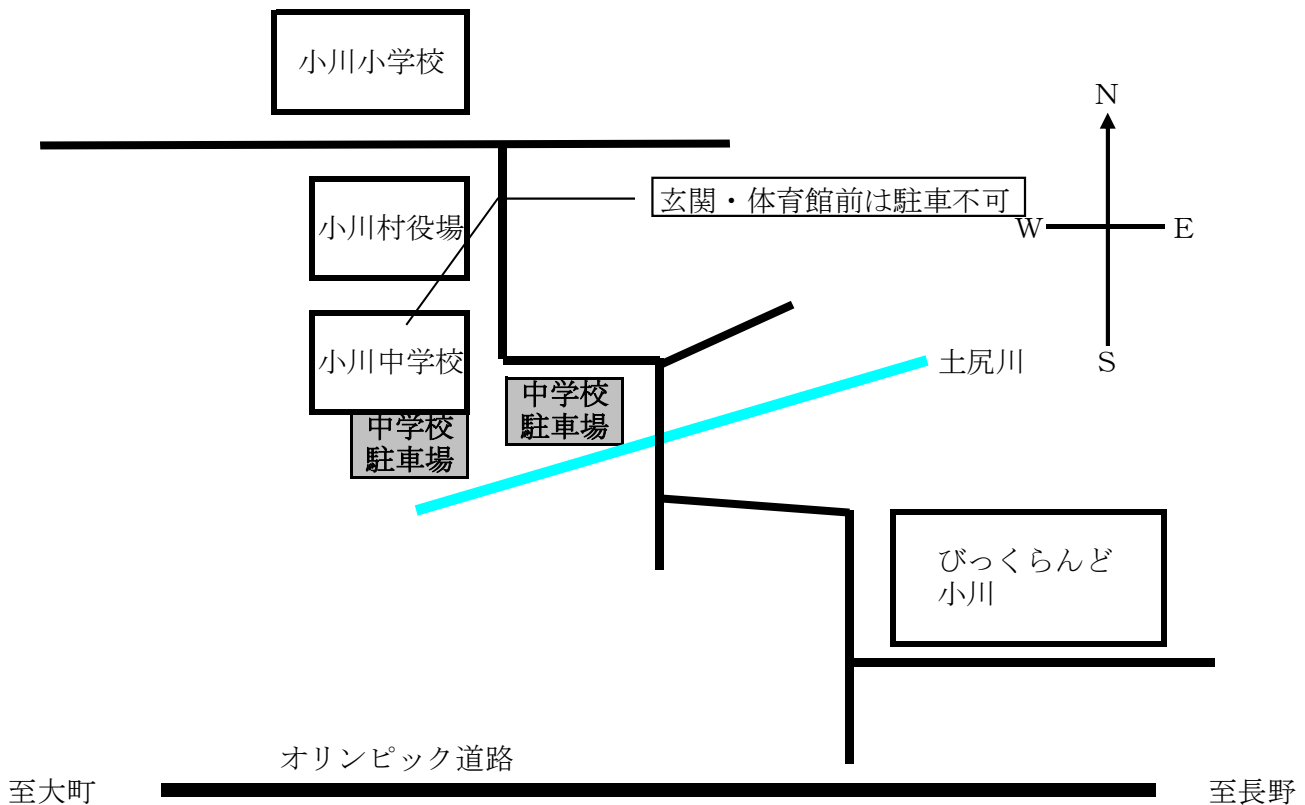 小川小学校
N
玄関・体育館前は駐車不可
小川村役場
W
E
小川中学校
土尻川
S
中学校
駐車場
中学校
駐車場
びっくらんど
小川
オリンピック道路
至大町
至長野